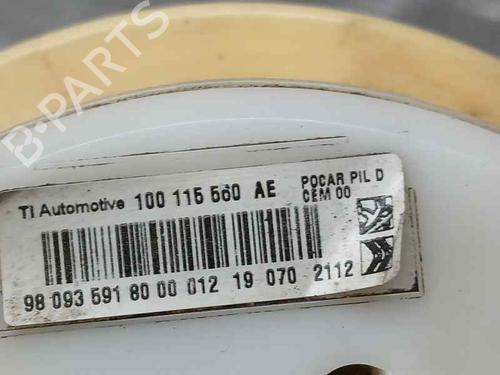 B-PARTS
TI Automotive 100 115 560 AE
POCAR PIL D
CEM 00
98 093 591 80 00 012 19 070 2112